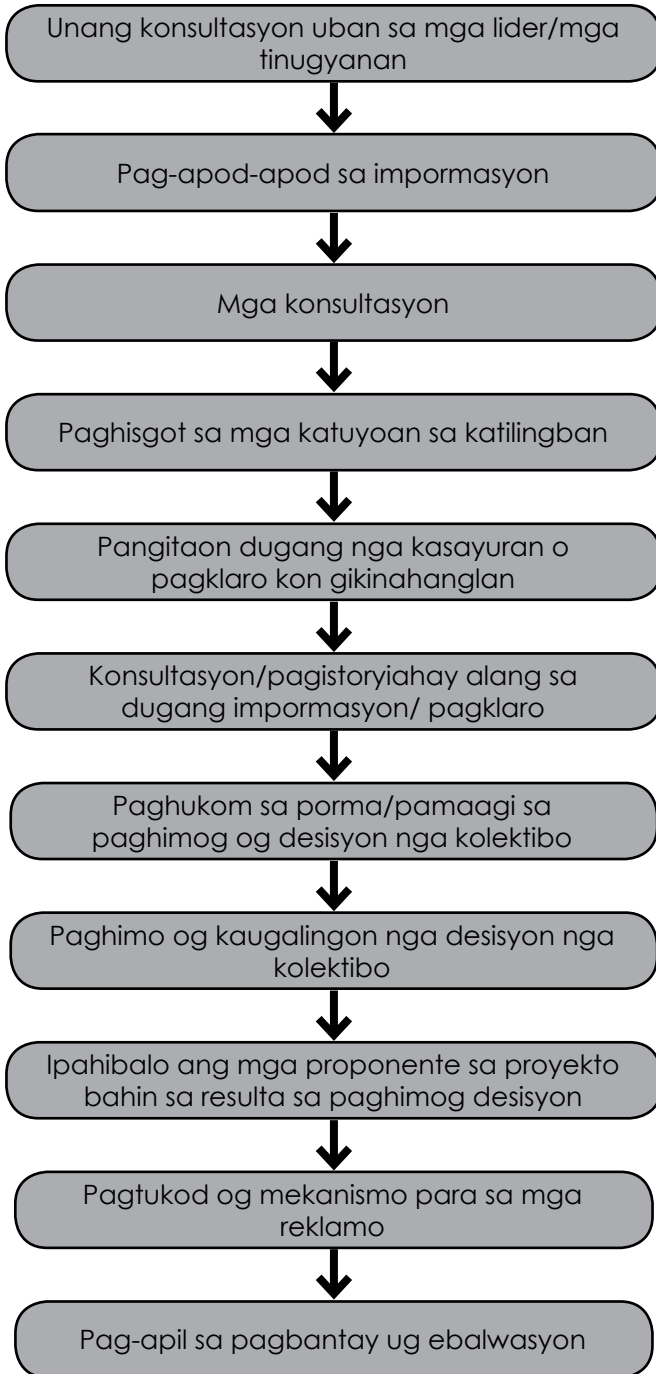 Unang konsultasyon uban sa mga lider/mga
tinugyanan
Pag-apod-apod sa impormasyon
Mga konsultasyon
Paghisgot sa mga katuyoan sa katilingban
Pangitaon dugang nga kasayuran o
pagklaro kon gikinahanglan
Konsultasyon/pagistoryiahay alang sa
dugang impormasyon/ pagklaro
Paghukom sa porma/pamaagi sa
paghimog og desisyon nga kolektibo
Paghimo og kaugalingon nga desisyon nga
kolektibo
Ipahibalo ang mga proponente sa proyekto
bahin sa resulta sa paghimog desisyon
Pagtukod og mekanismo para sa mga
reklamo
Pag-apil sa pagbantay ug ebalwasyon